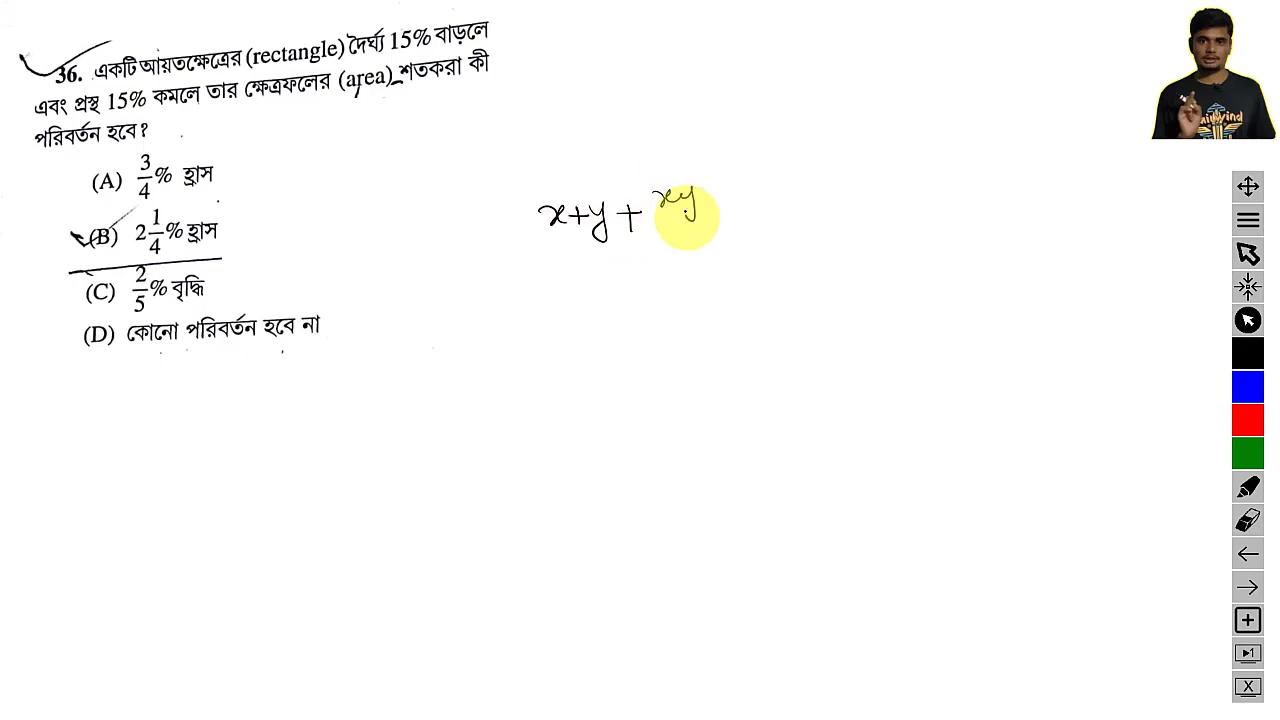 36. একটি আয়তক্ষেত্রের (rectangle) দৈর্ঘ্য 15% বাড়লে
এবং প্রস্থ 15% কমলে তার ক্ষেত্রফলের (area) শতকরা কী
পরিবর্তন হবে?
(A) 3/4% হ্রাস
(B) 2 1/4% হ্রাস
(C) 2/5% বৃদ্ধি
(D) কোনো পরিবর্তন হবে না
x+y+ xy